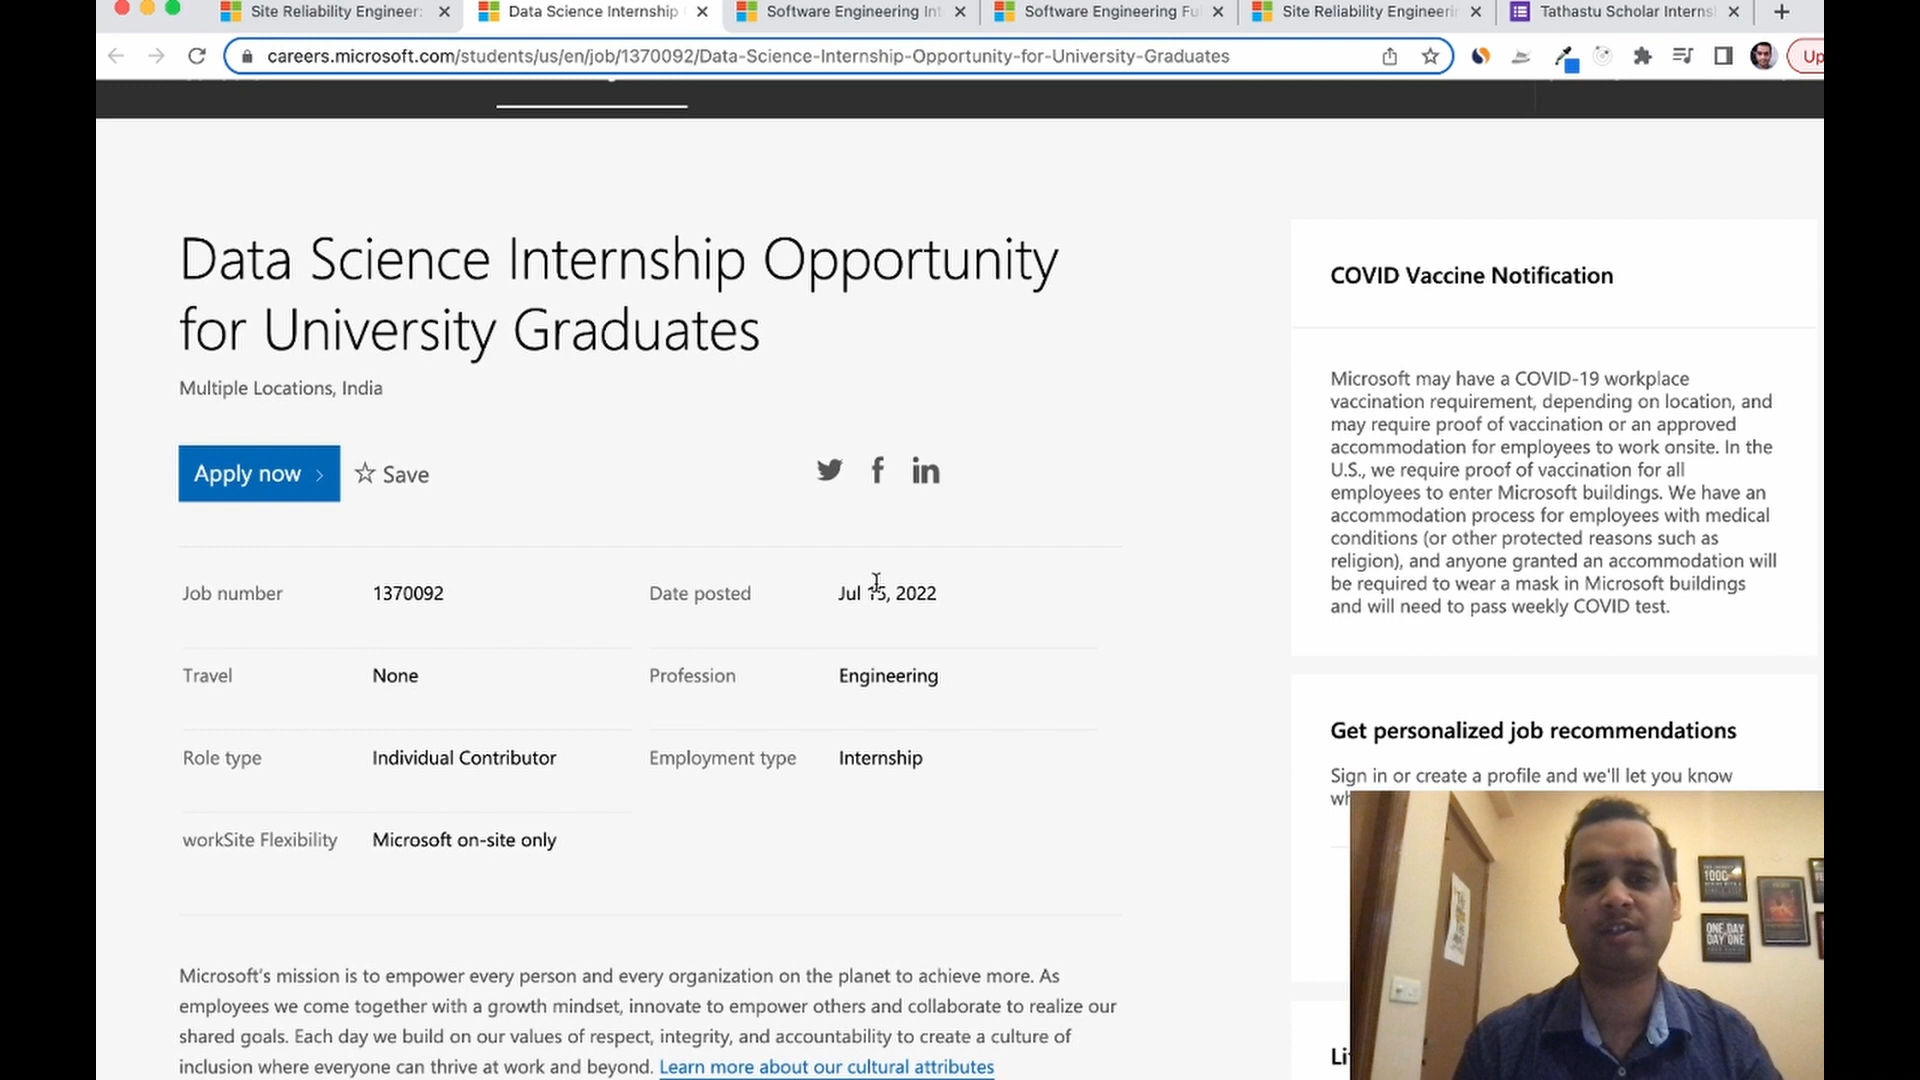 Site Reliability Engineer:
Data Science Internship
Software Engineering Int
Software Engineering Fu
Site Reliability Engineerin
Tathastu Scholar Interns
careers.microsoft.com/students/us/en/job/1370092/Data-Science-Internship-Opportunity-for-University-Graduates
Up
Data Science Internship Opportunity
for University Graduates
Multiple Locations, India
Apply now
Save
Job number 1370092 Date posted Jul 15, 2022
Travel None Profession Engineering
Role type Individual Contributor Employment type Internship
workSite Flexibility Microsoft on-site only
Microsoft's mission is to empower every person and every organization on the planet to achieve more. As
employees we come together with a growth mindset, innovate to empower others and collaborate to realize our
shared goals. Each day we build on our values of respect, integrity, and accountability to create a culture of
inclusion where everyone can thrive at work and beyond. Learn more about our cultural attributes
COVID Vaccine Notification
Microsoft may have a COVID-19 workplace
vaccination requirement, depending on location, and
may require proof of vaccination or an approved
accommodation for employees to work onsite. In the
U.S., we require proof of vaccination for all
employees to enter Microsoft buildings. We have an
accommodation process for employees with medical
conditions (or other protected reasons such as
religion), and anyone granted an accommodation will
be required to wear a mask in Microsoft buildings
and will need to pass weekly COVID test.
Get personalized job recommendations
Sign in or create a profile and we'll let you know
wh
Li
1000
ONE DAY
DAY ONE